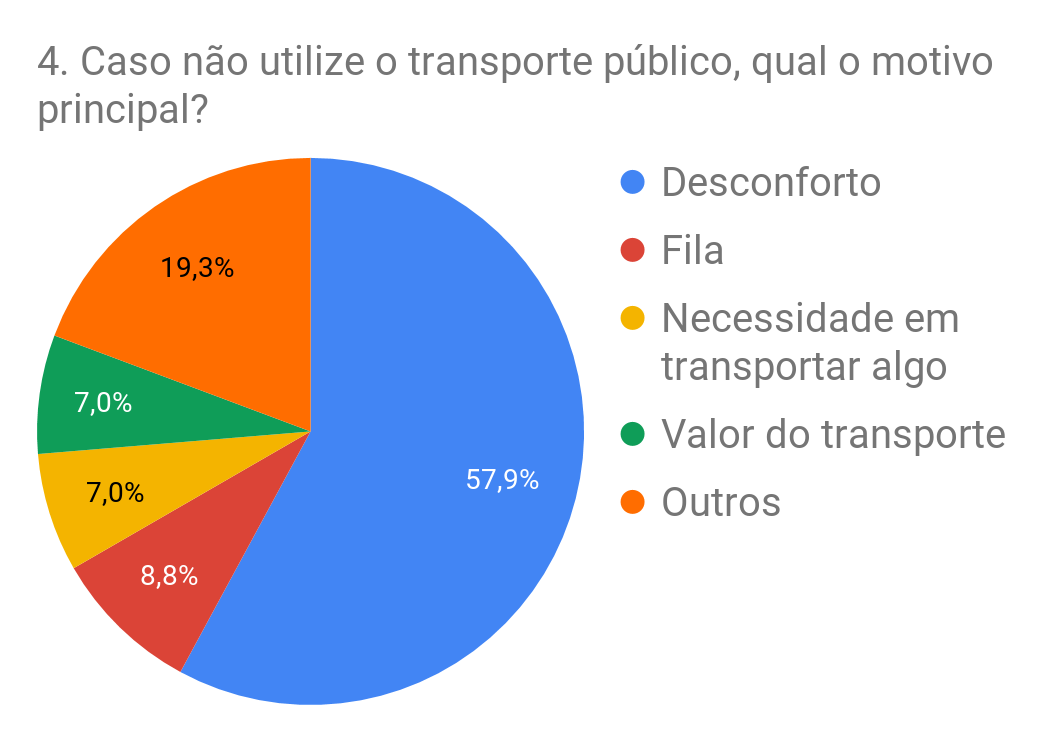 4. Caso não utilize o transporte público, qual o motivo
principal?
Desconforto
Fila
Necessidade em
transportar algo
Valor do transporte
Outros
19,3%
7,0%
7,0%
8,8%
57,9%